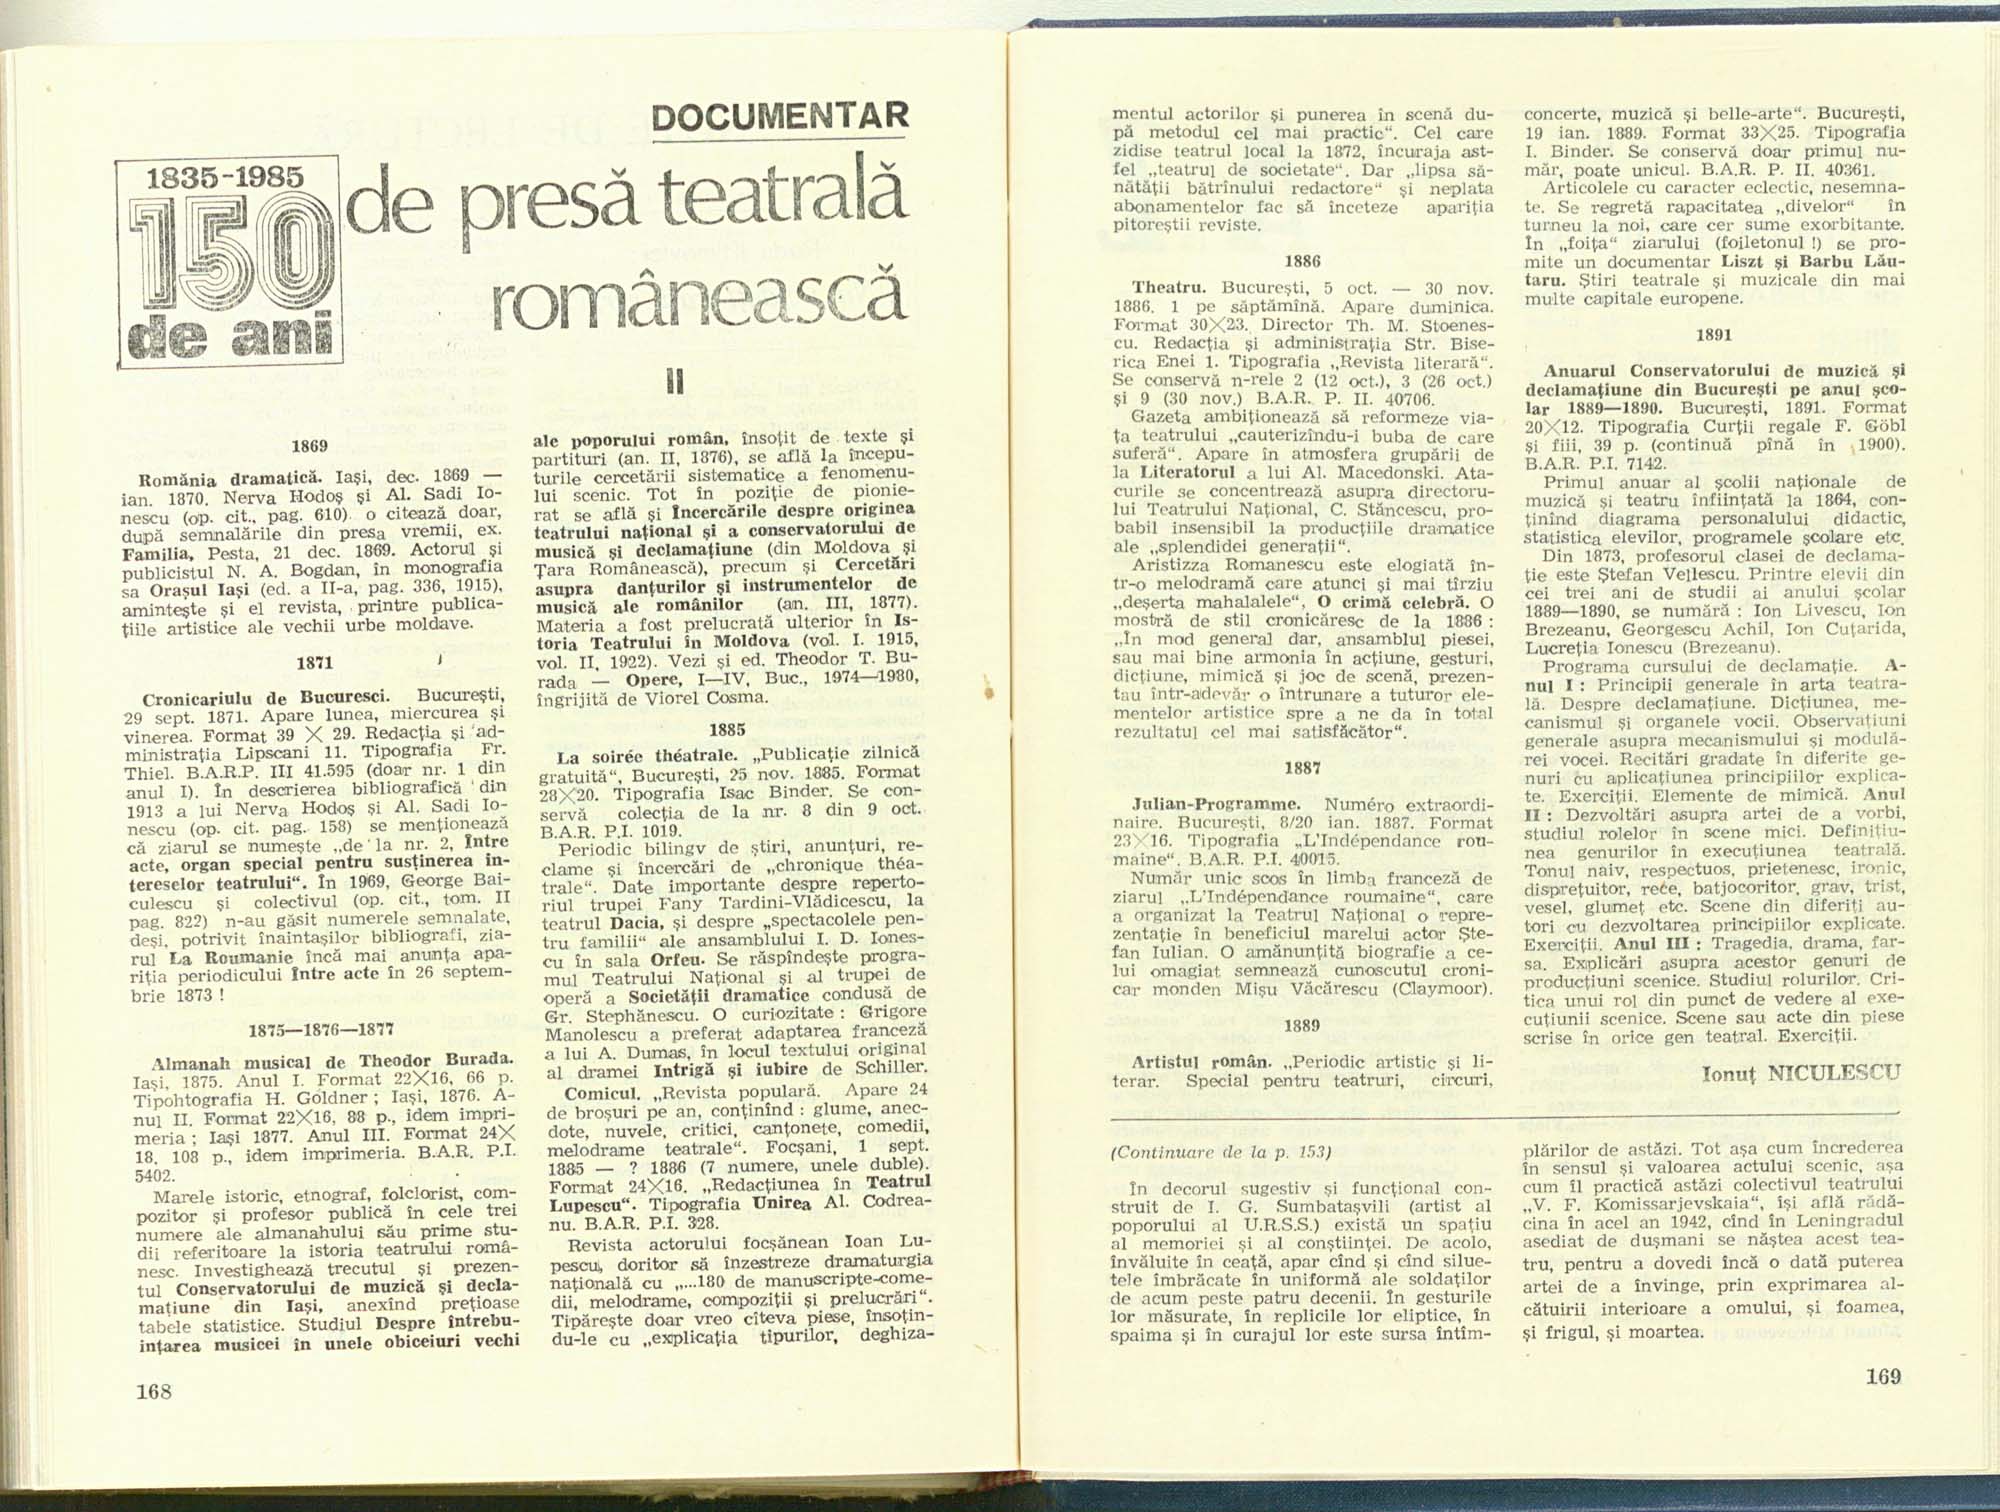 DOCUMENTAR
1835-1985
150
de ani
de presă teatrală
românească
II
1869
România dramatică. Iași, dec. 1869 —
ian. 1870. Nerva Hodoș și Al. Sadi Io-
nescu (op. cit., pag. 610) o citează doar,
după semnalările din presa vremii, ex.
Familia, Pesta, 21 dec. 1869. Actorul și
publicistul N. A. Bogdan, în monografia
sa Orașul Iași (ed. a II-a, pag. 336, 1915),
amintește și el revista, printre publica-
țiile artistice ale vechii urbe moldave.
1871
Cronicariulu de Bucuresci. București,
29 sept. 1871. Apare lunea, miercurea și
vinerea. Format 39 X 29. Redacția și ad-
ministrația Lipscani 11. Tipografia Fr.
Thiel. B.A.R.P. III 41.595 (doar nr. 1 din
anul I). În descrierea bibliografică din
1913 a lui Nerva Hodoș și Al. Sadi Io-
nescu (op. cit. pag. 158) se menționează
că ziarul se numește „de la nr. 2, Între
acte, organ special pentru susținerea in-
tereselor teatrului“. În 1969, George Bai-
culescu și colectivul (op. cit., tom. II
pag. 822) n-au găsit numerele semnalate,
deși, potrivit înaintașilor bibliografi, zia-
rul La Roumanie încă mai anunța apa-
riția periodicului Între acte în 26 septem-
brie 1873 !
1875—1876—1877
Almanah musical de Theodor Burada.
Iași, 1875. Anul I. Format 22X16, 66 p.
Tipohtografia H. Goldner ; Iași, 1876. A-
nul II. Format 22X16, 88 p., idem impri-
meria ; Iași 1877. Anul III. Format 24X
18, 108 p., idem imprimeria. B.A.R. P.I.
5402.
Marele istoric, etnograf, folclorist, com-
pozitor și profesor publică în cele trei
numere ale almanahului său prime stu-
dii referitoare la istoria teatrului româ-
nesc. Investighează trecutul și prezen-
tul Conservatorului de muzică și decla-
mațiune din Iași, anexînd prețioase
tabele statistice. Studiul Despre întrebu-
ințarea musicei în unele obiceiuri vechi
ale poporului român, însoțit de texte și
partituri (an. II, 1876), se află la începu-
turile cercetării sistematice a fenomenu-
lui scenic. Tot în poziție de pionie-
rat se află și Încercările despre originea
teatrului național și a conservatorului de
musică și declamațiune (din Moldova și
Țara Românească), precum și Cercetări
asupra danțurilor și instrumentelor de
musică ale românilor (an. III, 1877).
Materia a fost prelucrată ulterior în Is-
toria Teatrului în Moldova (vol. I. 1915,
vol. II, 1922). Vezi și ed. Theodor T. Bu-
rada — Opere, I—IV, Buc., 1974—1980,
îngrijită de Viorel Cosma.
1885
La soirée théatrale. „Publicație zilnică
gratuită“, București, 25 nov. 1885. Format
28X20. Tipografia Isac Binder. Se con-
servă colecția de la nr. 8 din 9 oct.
B.A.R. P.I. 1019.
Periodic bilingv de știri, anunțuri, re-
clame și încercări de „chronique théa-
trale“. Date importante despre reperto-
riul trupei Fany Tardini-Vlădicescu, la
teatrul Dacia, și despre „spectacolele pen-
tru familii“ ale ansamblului I. D. Iones-
cu în sala Orfeu. Se răspîndește progra-
mul Teatrului Național și al trupei de
operă a Societății dramatice condusă de
Gr. Stephănescu. O curiozitate : Grigore
Manolescu a preferat adaptarea franceză
a lui A. Dumas, în locul textului original
al dramei Intrigă și iubire de Schiller.
Comicul. „Revista populară. Apare 24
de broșuri pe an, conținînd : glume, anec-
dote, nuvele, critici, canțonete, comedii,
melodrame teatrale“. Focșani, 1 sept.
1885 — ? 1886 (7 numere, unele duble).
Format 24X16. „Redacțiunea în Teatrul
Lupescu“. Tipografia Unirea Al. Codrea-
nu. B.A.R. P.I. 328.
Revista actorului focșănean Ioan Lu-
pescu, doritor să înzestreze dramaturgia
națională cu „...180 de manuscripte-come-
dii, melodrame, compoziții și prelucrări“.
Tipărește doar vreo cîteva piese, însoțin-
du-le cu „explicația tipurilor, deghiza-
168
mentul actorilor și punerea în scenă du-
pă metodul cel mai practic“. Cel care
zidise teatrul local la 1872, încuraja ast-
fel „teatrul de societate“. Dar „lipsa să-
nătății bătrînului redactore“ și neplata
abonamentelor fac să înceteze apariția
pitoreștii reviste.
1886
Theatru. București, 5 oct. — 30 nov.
1886. 1 pe săptămînă. Apare duminica.
Format 30X23. Director Th. M. Stoenes-
cu. Redacția și administrația Str. Bise-
rica Enei 1. Tipografia „Revista literară“.
Se conservă n-rele 2 (12 oct.), 3 (26 oct.)
și 9 (30 nov.) B.A.R. P. II. 40706.
Gazeta ambiționează să reformeze via-
ța teatrului „cauterizîndu-i buba de care
suferă“. Apare în atmosfera grupării de
la Literatorul a lui Al. Macedonski. Ata-
curile se concentrează asupra directoru-
lui Teatrului Național, C. Stăncescu, pro-
babil insensibil la producțiile dramatice
ale „splendidei generații“.
Aristizza Romanescu este elogiată în-
tr-o melodramă care atunci și mai tîrziu
„deșerta mahalalele“, O crimă celebră. O
mostră de stil cronicăresc de la 1886 :
„În mod general dar, ansamblul piesei,
sau mai bine armonia în acțiune, gesturi,
dicțiune, mimică și joc de scenă, prezen-
tau într-adevăr o întrunare a tuturor ele-
mentelor artistice spre a ne da în total
rezultatul cel mai satisfăcător“.
1887
Julian-Programme. Numéro extraordi-
naire. București, 8/20 ian. 1887. Format
23X16. Tipografia „L'Indépendance rou-
maine“. B.A.R. P.I. 40015.
Număr unic scos în limba franceză de
ziarul „L'Indépendance roumaine“, care
a organizat la Teatrul Național o repre-
zentație în beneficiul marelui actor Ște-
fan Iulian. O amănunțită biografie a ce-
lui omagiat semnează cunoscutul croni-
car monden Mișu Văcărescu (Claymoor).
1889
Artistul român. „Periodic artistic și li-
terar. Special pentru teatruri, circuri,
concerte, muzică și belle-arte“. București,
19 ian. 1889. Format 33X25. Tipografia
I. Binder. Se conservă doar primul nu-
măr, poate unicul. B.A.R. P. II. 40361.
Articolele cu caracter eclectic, nesemna-
te. Se regretă rapacitatea „divelor“ în
turneu la noi, care cer sume exorbitante.
În „foița“ ziarului (foiletonul !) se pro-
mite un documentar Liszt și Barbu Lău-
taru. Știri teatrale și muzicale din mai
multe capitale europene.
1891
Anuarul Conservatorului de muzică și
declamațiune din București pe anul șco-
lar 1889—1890. București, 1891. Format
20X12. Tipografia Curții regale F. Göbl
și fiii, 39 p. (continuă pînă în 1900).
B.A.R. P.I. 7142.
Primul anuar al școlii naționale de
muzică și teatru înființată la 1864, con-
ținînd diagrama personalului didactic,
statistica elevilor, programele școlare etc.
Din 1873, profesorul clasei de declama-
ție este Ștefan Vellescu. Printre elevii din
cei trei ani de studii ai anului școlar
1889—1890, se numără : Ion Livescu, Ion
Brezeanu, Georgescu Achil, Ion Cuțarida,
Lucreția Ionescu (Brezeanu).
Programa cursului de declamație. A-
nul I : Principii generale în arta teatra-
lă. Despre declamațiune. Dicțiunea, me-
canismul și organele vocii. Observațiuni
generale asupra mecanismului și modulă-
rei vocei. Recitări gradate în diferite ge-
nuri cu aplicațiunea principiilor explica-
te. Exerciții. Elemente de mimică. Anul
II : Dezvoltări asupra artei de a vorbi,
studiul rolelor în scene mici. Definițiu-
nea genurilor în execuțiunea teatrală.
Tonul naiv, respectuos, prietenesc, ironic,
disprețuitor, rece, batjocoritor, grav, trist,
vesel, glumeț etc. Scene din diferiți au-
tori cu dezvoltarea principiilor explicate.
Exerciții. Anul III : Tragedia, drama, far-
sa. Explicări asupra acestor genuri de
producțiuni scenice. Studiul rolurilor. Cri-
tica unui rol din punct de vedere al exe-
cuțiunii scenice. Scene sau acte din piese
scrise în orice gen teatral. Exerciții.
Ionuț NICULESCU
(Continuare de la p. 153)
În decorul sugestiv și funcțional con-
struit de I. G. Sumbatașvili (artist al
poporului al U.R.S.S.) există un spațiu
al memoriei și al conștiinței. De acolo,
învăluite în ceață, apar cînd și cînd silue-
tele îmbrăcate în uniformă ale soldaților
de acum peste patru decenii. În gesturile
lor măsurate, în replicile lor eliptice, în
spaima și în curajul lor este sursa întîm-
plărilor de astăzi. Tot așa cum încrederea
în sensul și valoarea actului scenic, așa
cum îl practică astăzi colectivul teatrului
„V. F. Komissarjevskaia“, își află rădă-
cina în acel an 1942, cînd în Leningradul
asediat de dușmani se năștea acest tea-
tru, pentru a dovedi încă o dată puterea
artei de a învinge, prin exprimarea al-
cătuirii interioare a omului, și foamea,
și frigul, și moartea.
169